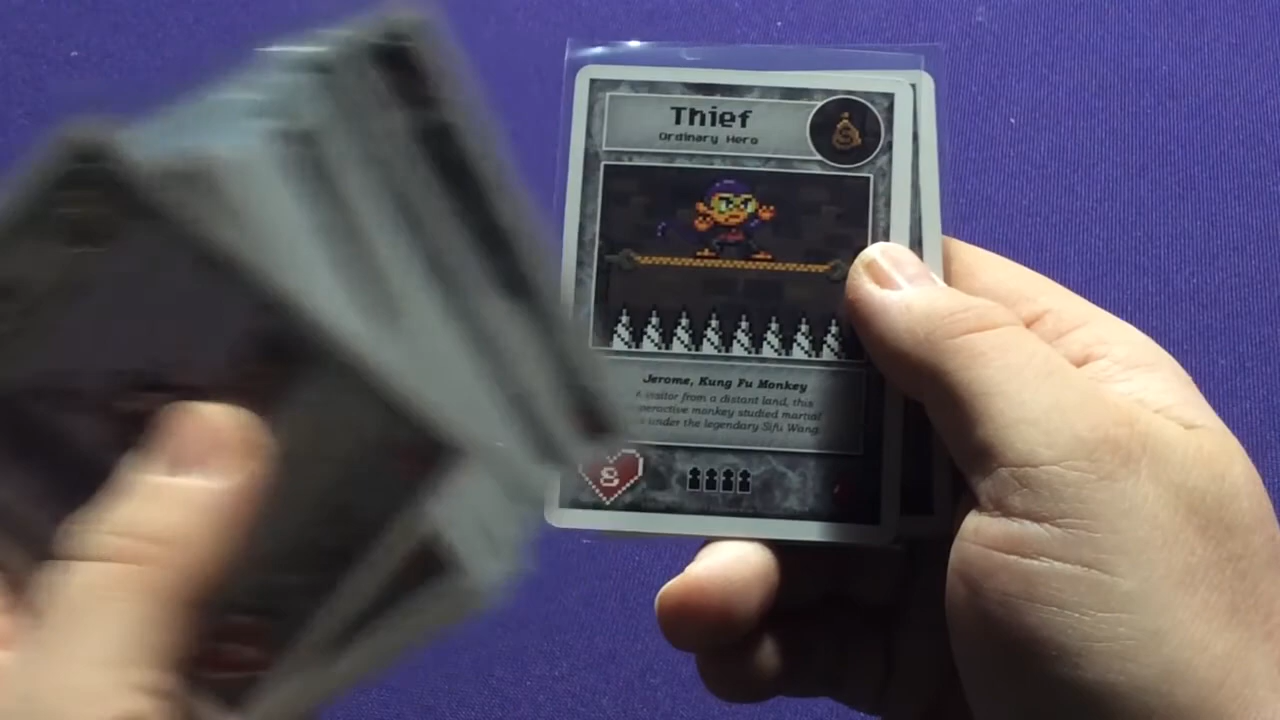 Thief
Ordinary Hero
$
Jerome, Kung Fu Monkey
visitor from a distant land, this
monkey studied martial
under the legendary Sifu Wang
8